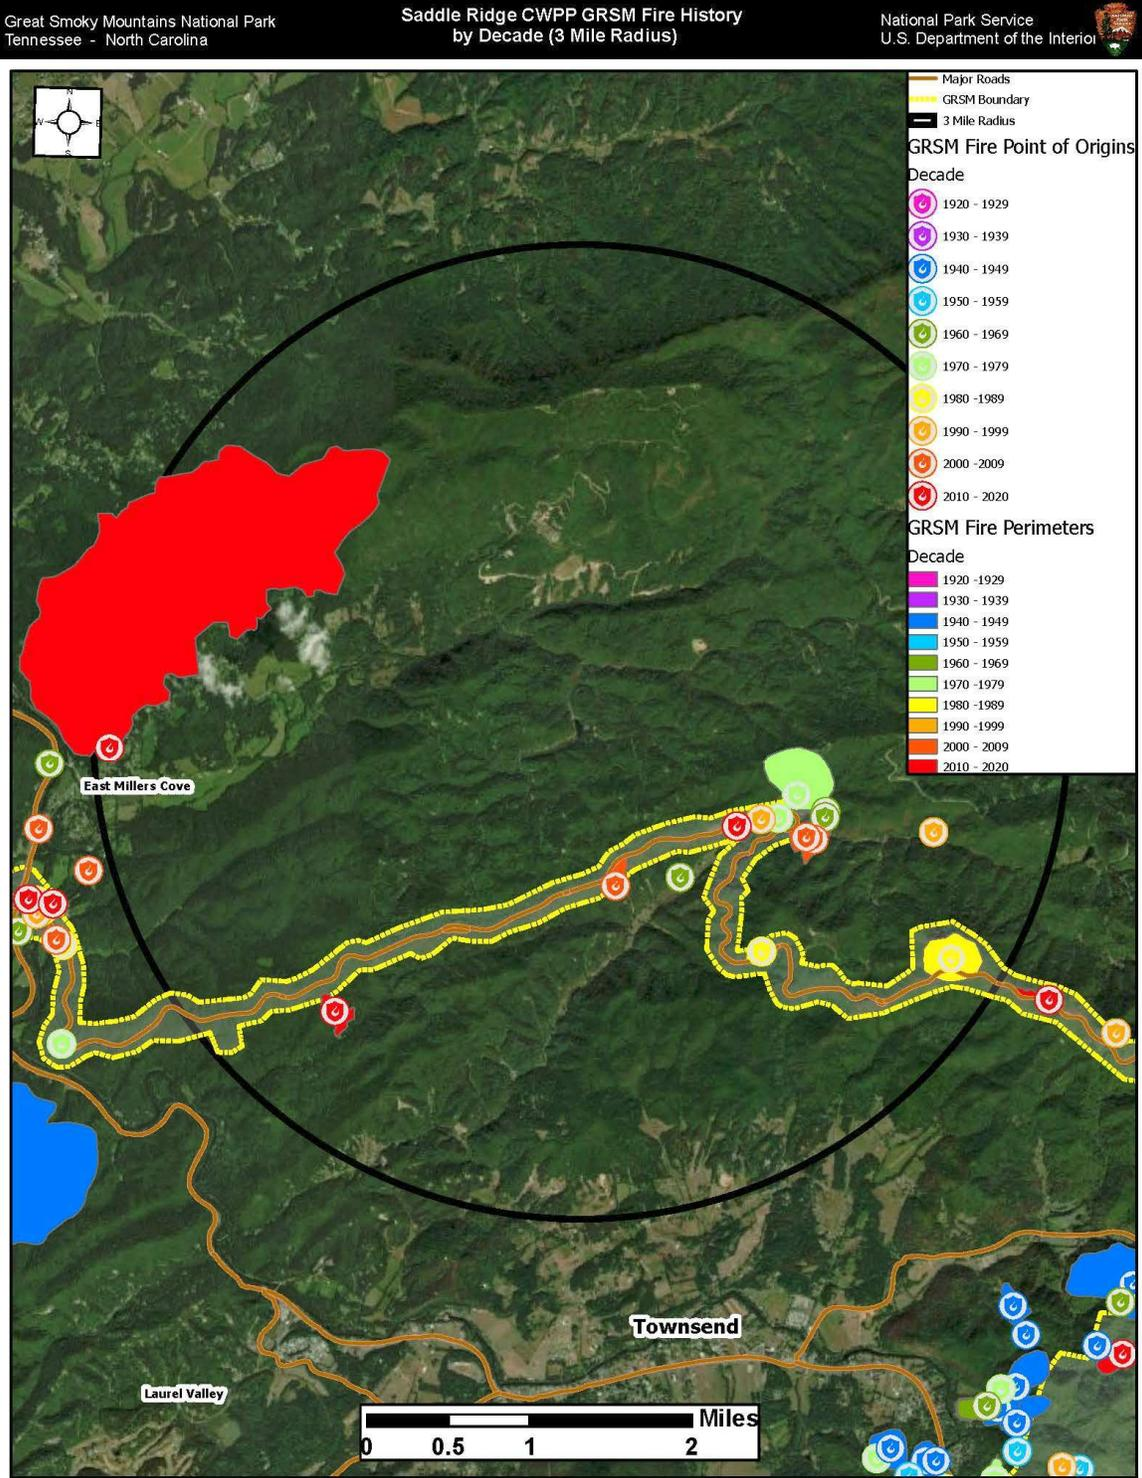 Great Smoky Mountains National Park
Tennessee - North Carolina
Saddle Ridge CWPP GRSM Fire History
by Decade (3 Mile Radius)
National Park Service
U.S. Department of the Interior
N
W
E
S
Major Roads
GRSM Boundary
3 Mile Radius
GRSM Fire Point of Origins
Decade
1920 - 1929
1930 - 1939
1940 - 1949
1950 - 1959
1960 - 1969
1970 - 1979
1980 -1989
1990 - 1999
2000 -2009
2010 - 2020
GRSM Fire Perimeters
Decade
1920 -1929
1930 - 1939
1940 - 1949
1950 - 1959
1960 - 1969
1970 -1979
1980 -1989
1990 -1999
2000 - 2009
2010 - 2020
East Millers Cove
Townsend
Laurel Valley
Miles
0 0.5 1 2